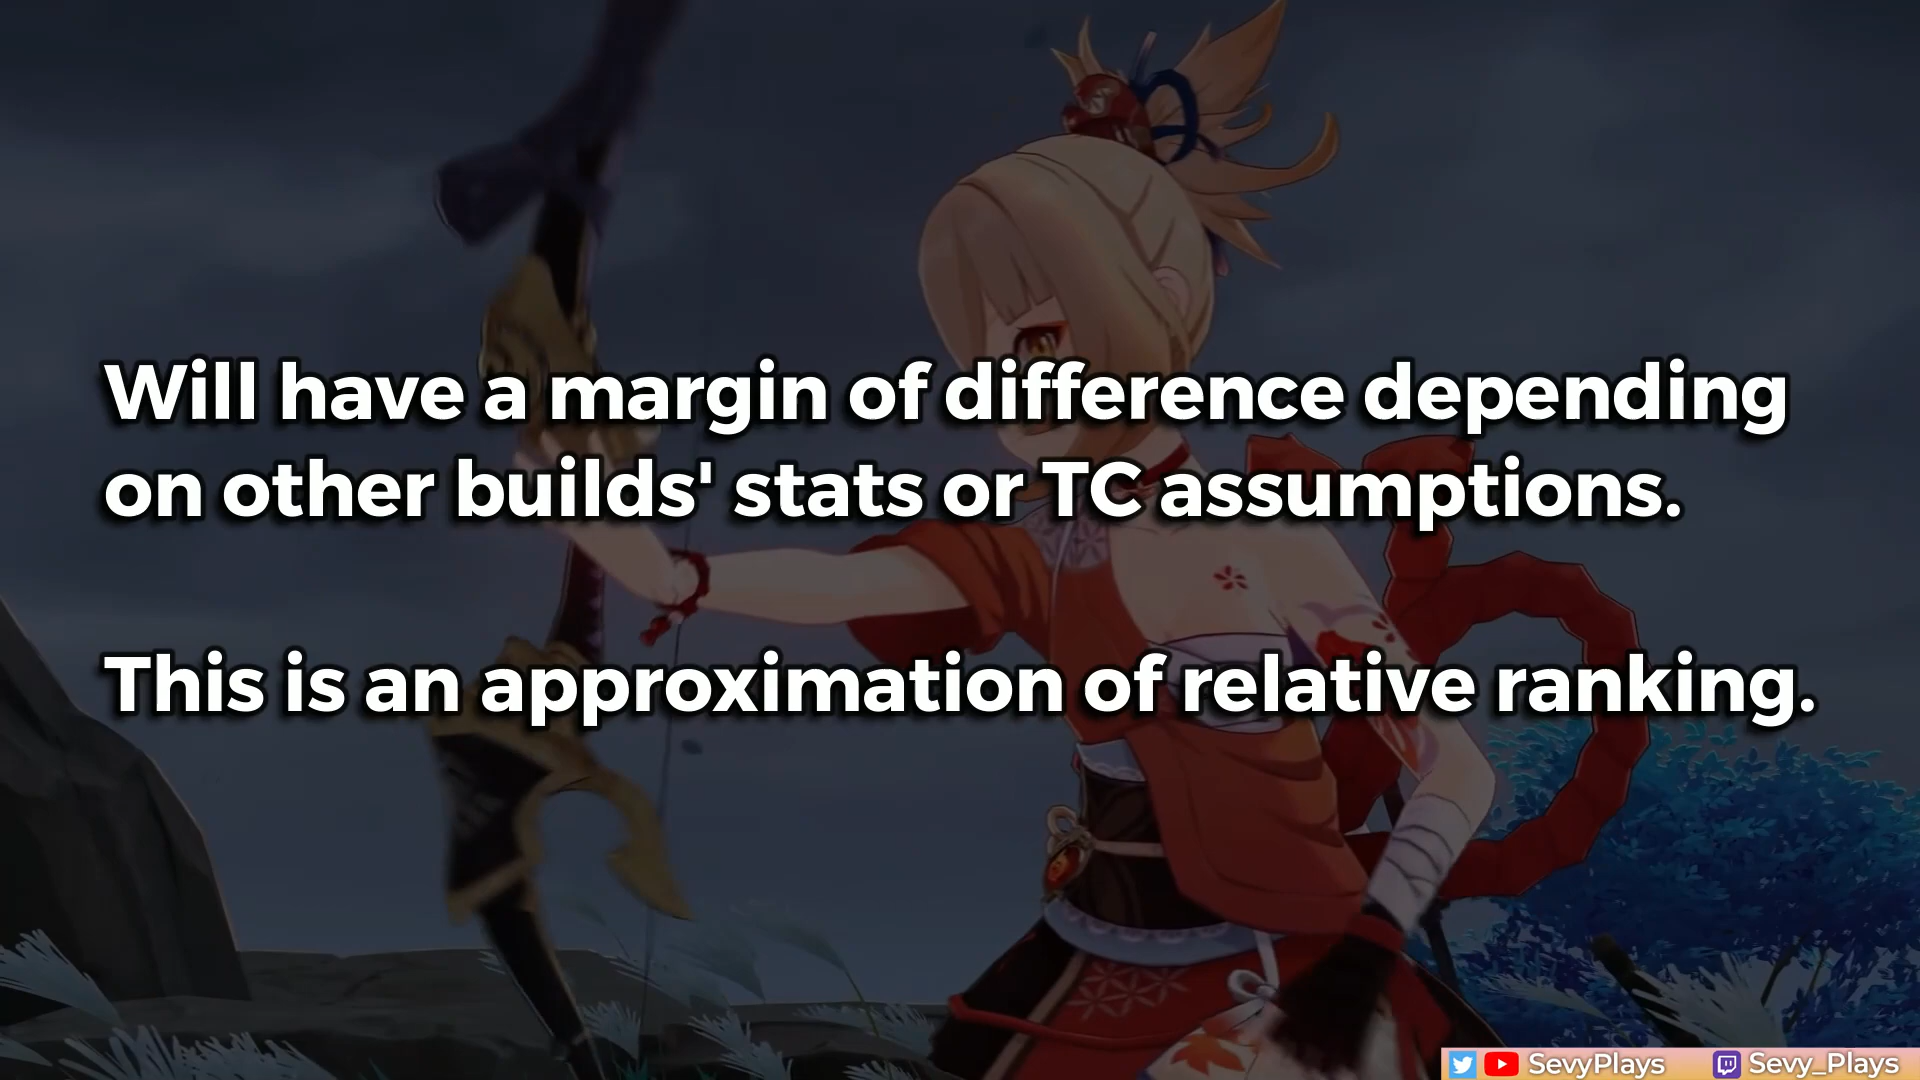 Will have a margin of difference depending
on other builds' stats or TC assumptions.
This is an approximation of relative ranking.
SevyPlays
Sevy_Plays